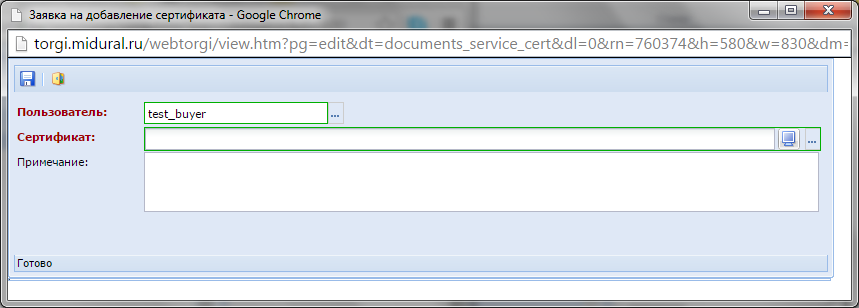 Заявка на добавление сертификата - Google Chrome
torgi.midural.ru/webtorgi/view.htm?pg=edit&dt=documents_service_cert&dl=0&rn=760374&h=580&w=830&dm=
Пользователь: test_buyer ...
Сертификат: ...
Примечание:
Готово